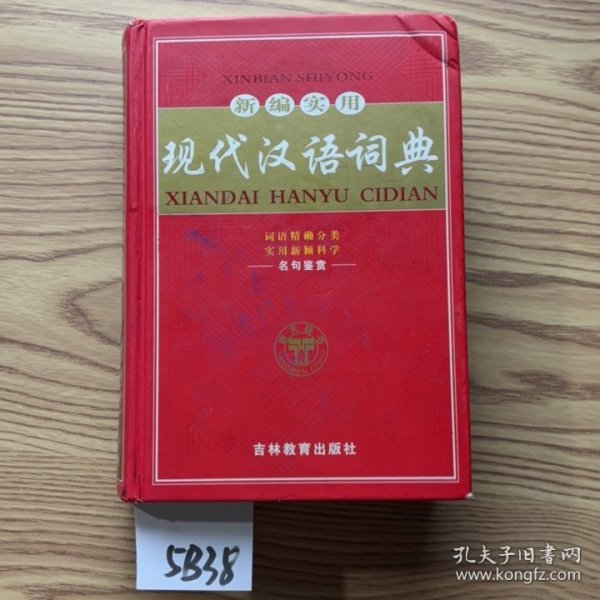 XINBIAN SHIYONG
新编实用
现代汉语词典
XIANDAI HANYU CIDIAN
词语精确分类
实用新颖科学
名句鉴赏
吉林教育出版社
5B38
孔夫子旧书网
www.kongfz.com